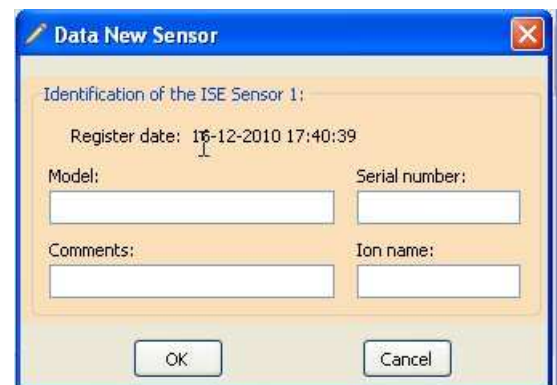 Data New Sensor
Identification of the ISE Sensor 1:
Register date: 16-12-2010 17:40:39
Model: Serial number:
Comments: Ion name:
OK Cancel